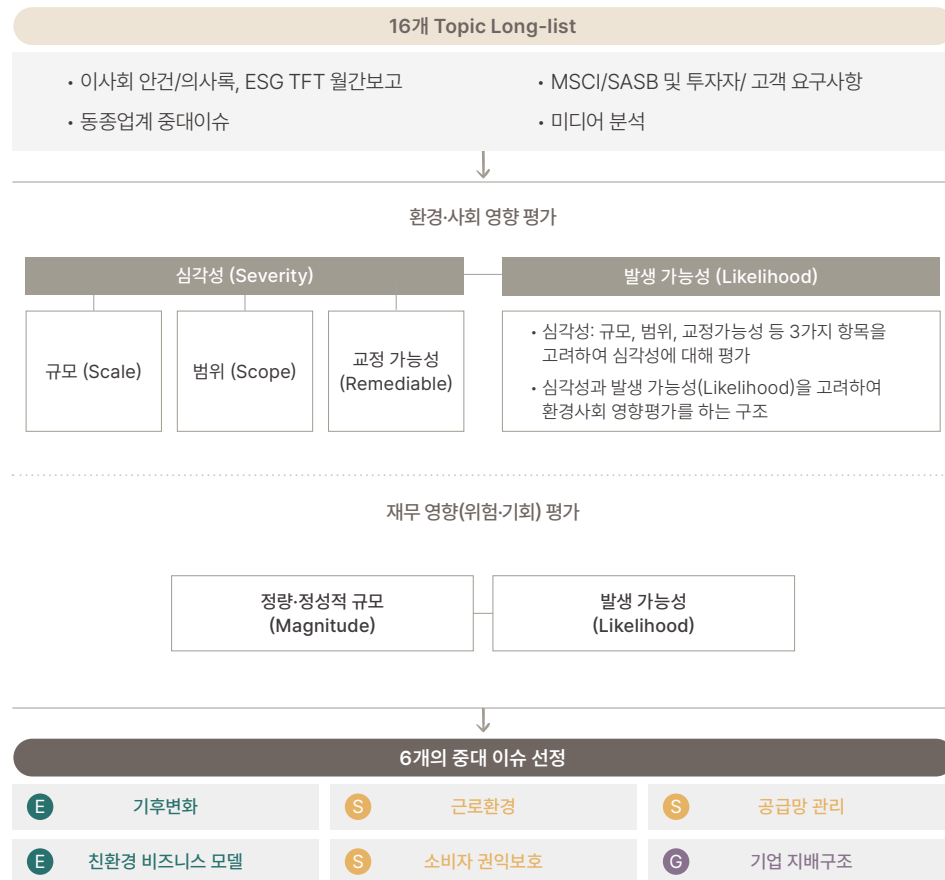 16개 Topic Long-list
• 이사회 안건/의사록, ESG TFT 월간보고
• MSCI/SASB 및 투자자/ 고객 요구사항
• 동종업계 중대이슈
• 미디어 분석
환경·사회 영향 평가
심각성 (Severity)
발생 가능성 (Likelihood)
규모 (Scale)
범위 (Scope)
교정 가능성
(Remediable)
• 심각성: 규모, 범위, 교정가능성 등 3가지 항목을
고려하여 심각성에 대해 평가
• 심각성과 발생 가능성(Likelihood)을 고려하여
환경사회 영향평가를 하는 구조
재무 영향(위험·기회) 평가
정량·정성적 규모
(Magnitude)
발생 가능성
(Likelihood)
6개의 중대 이슈 선정
E 기후변화
S 근로환경
S 공급망 관리
E 친환경 비즈니스 모델
S 소비자 권익보호
G 기업 지배구조